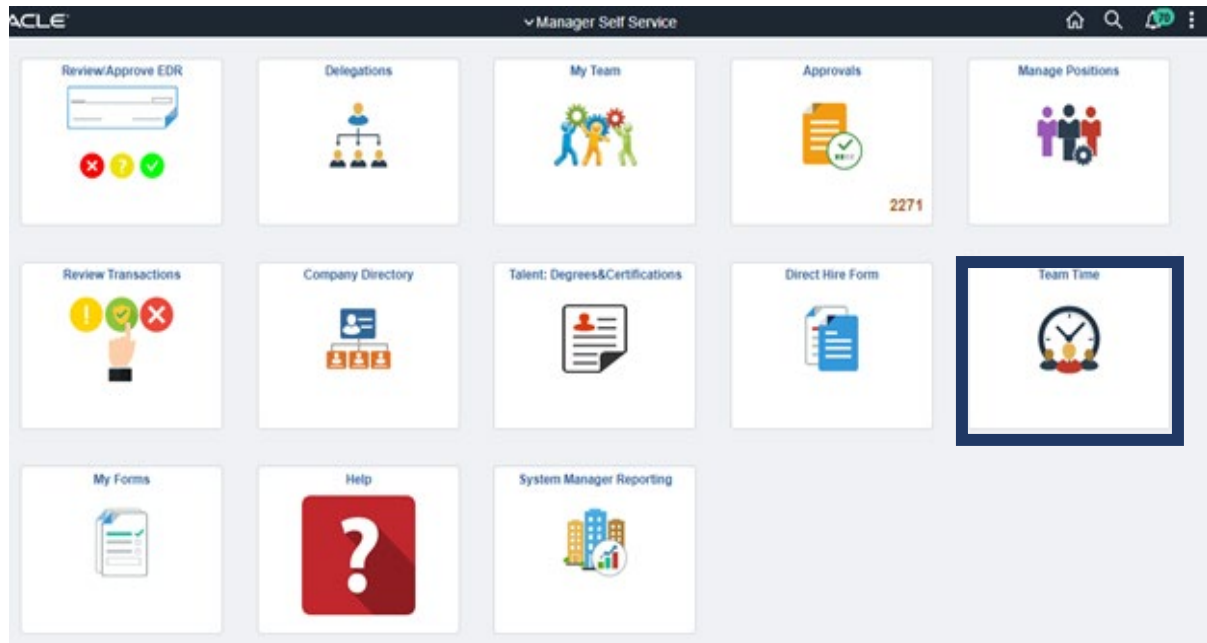 ACLE
Manager Self Service
Review/Approve EDR
Delegations
My Team
Approvals
Manage Positions
2271
Review Transactions
Company Directory
Talent: Degrees&Certifications
Direct Hire Form
Team Time
My Forms
Help
System Manager Reporting